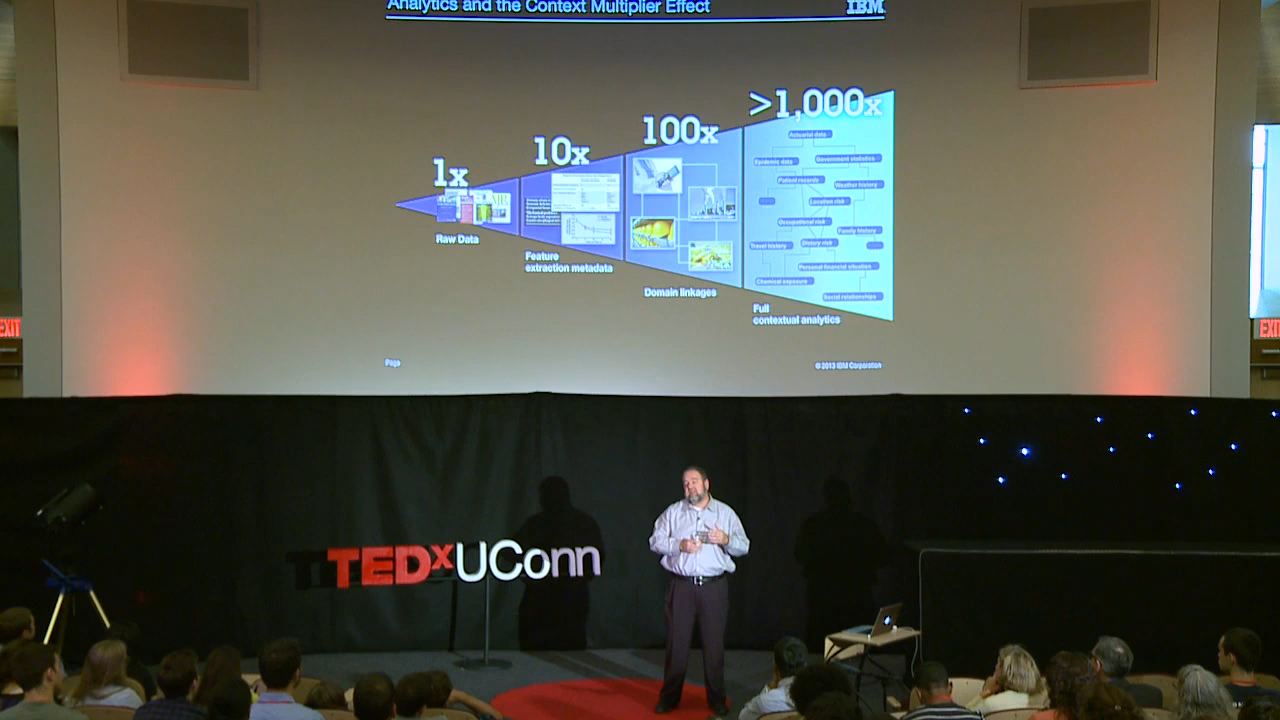 Analytics and the Context Multiplier Effect
IBM
>1,000x
100x
10x
1x
Actuarial data
Epidemic data
Government statistics
Patient records
Weather history
Location risk
Occupational risk
Family history
Travel history
Dietary risk
Personal financial situation
Chemical exposure
Social relationships
Raw Data
Feature
extraction metadata
Domain linkages
Full
contextual analytics
Page
© 2013 IBM Corporation
EXIT
EXIT
TEDxUConn